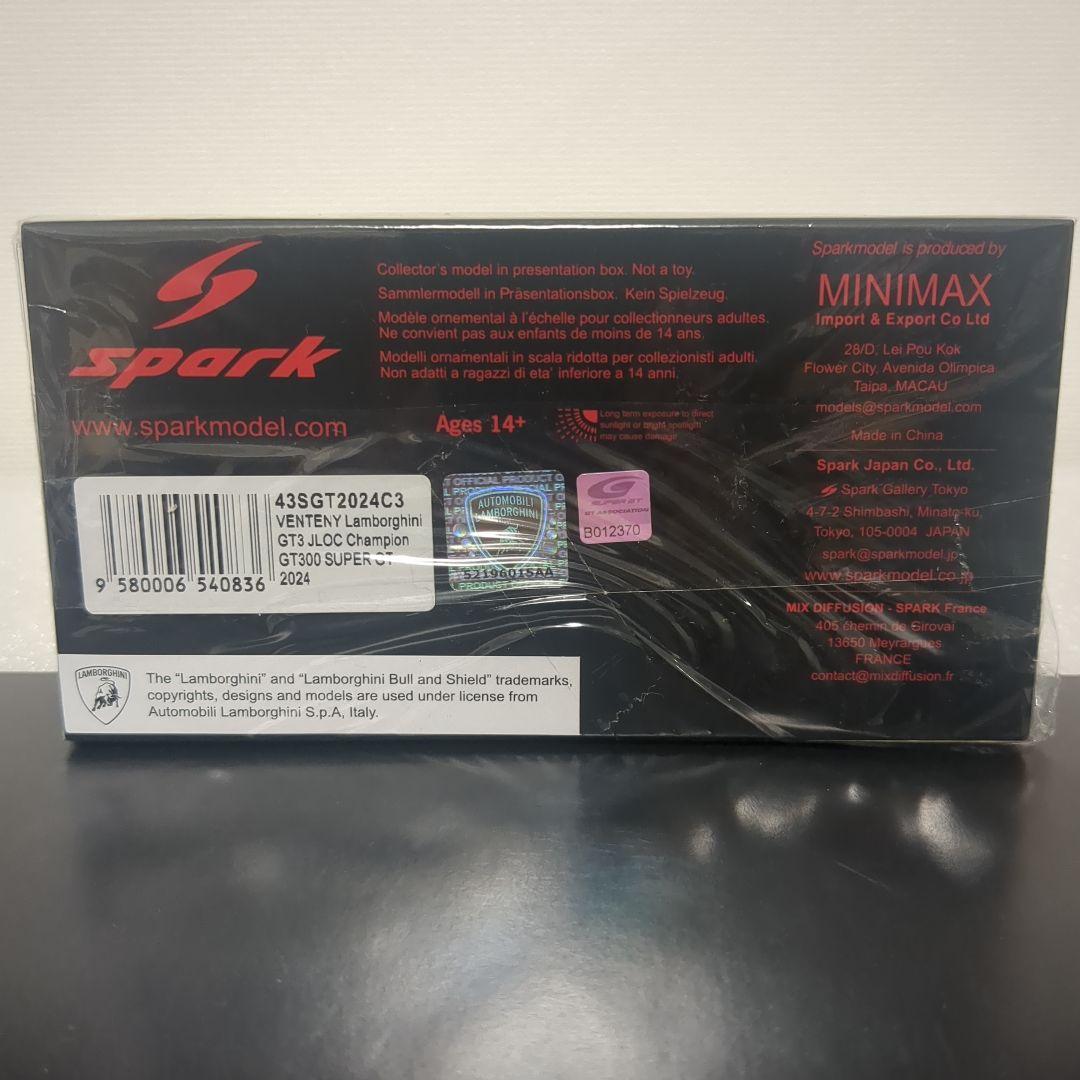 spark
www.sparkmodel.com
Collector's model in presentation box. Not a toy.
Sammlermodell in Präsentationsbox. Kein Spielzeug.
Modèle ornemental à l'échelle pour collectionneurs adultes.
Ne convient pas aux enfants de moins de 14 ans.
Modelli ornamentali in scala ridotta per collezionisti adulti.
Non adatti a ragazzi di eta' inferiore a 14 anni.
Ages 14+
Long term exposure to direct
sunlight or bright spotlight
may cause damage
Sparkmodel is produced by
MINIMAX
Import & Export Co Ltd
28/D, Lei Pou Kok
Flower City, Avenida Olimpica
Taipa, MACAU
models@sparkmodel.com
Made in China
Spark Japan Co., Ltd.
Spark Gallery Tokyo
4-7-2 Shimbashi, Minato-ku,
Tokyo, 105-0004 JAPAN
spark@sparkmodel.jp
www.sparkmodel.co.jp
MIX DIFFUSION - SPARK France
405 chemin de Girovai
13650 Meyrargues
FRANCE
contact@mixdiffusion.fr
43SGT2024C3
VENTENY Lamborghini
GT3 JLOC Champion
GT300 SUPER GT
2024
9 580006 540836
OFFICIAL PRODUCT
AUTOMOBILI
LAMBORGHINI
52196015AA
SUPER GT
GT ASSOCIATION
B012370
LAMBORGHINI
The "Lamborghini" and "Lamborghini Bull and Shield" trademarks,
copyrights, designs and models are used under license from
Automobili Lamborghini S.p.A, Italy.